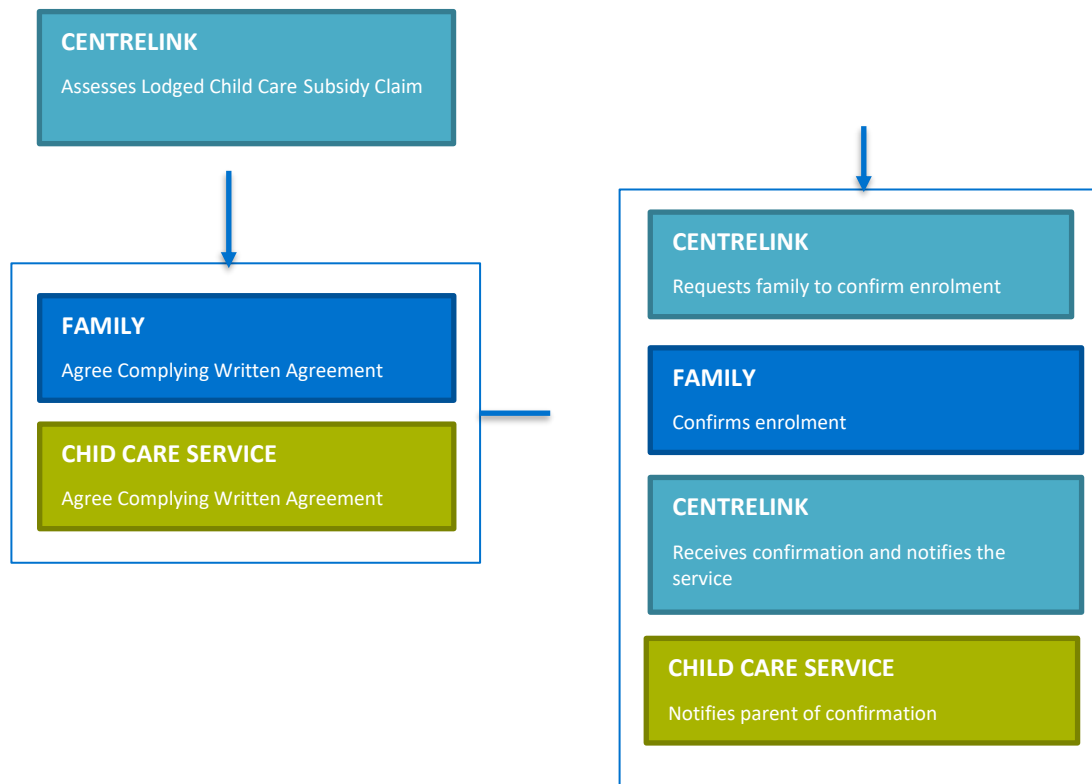 CENTRELINK
Assesses Lodged Child Care Subsidy Claim
FAMILY
Agree Complying Written Agreement
CHID CARE SERVICE
Agree Complying Written Agreement
CENTRELINK
Requests family to confirm enrolment
FAMILY
Confirms enrolment
CENTRELINK
Receives confirmation and notifies the
service
CHILD CARE SERVICE
Notifies parent of confirmation